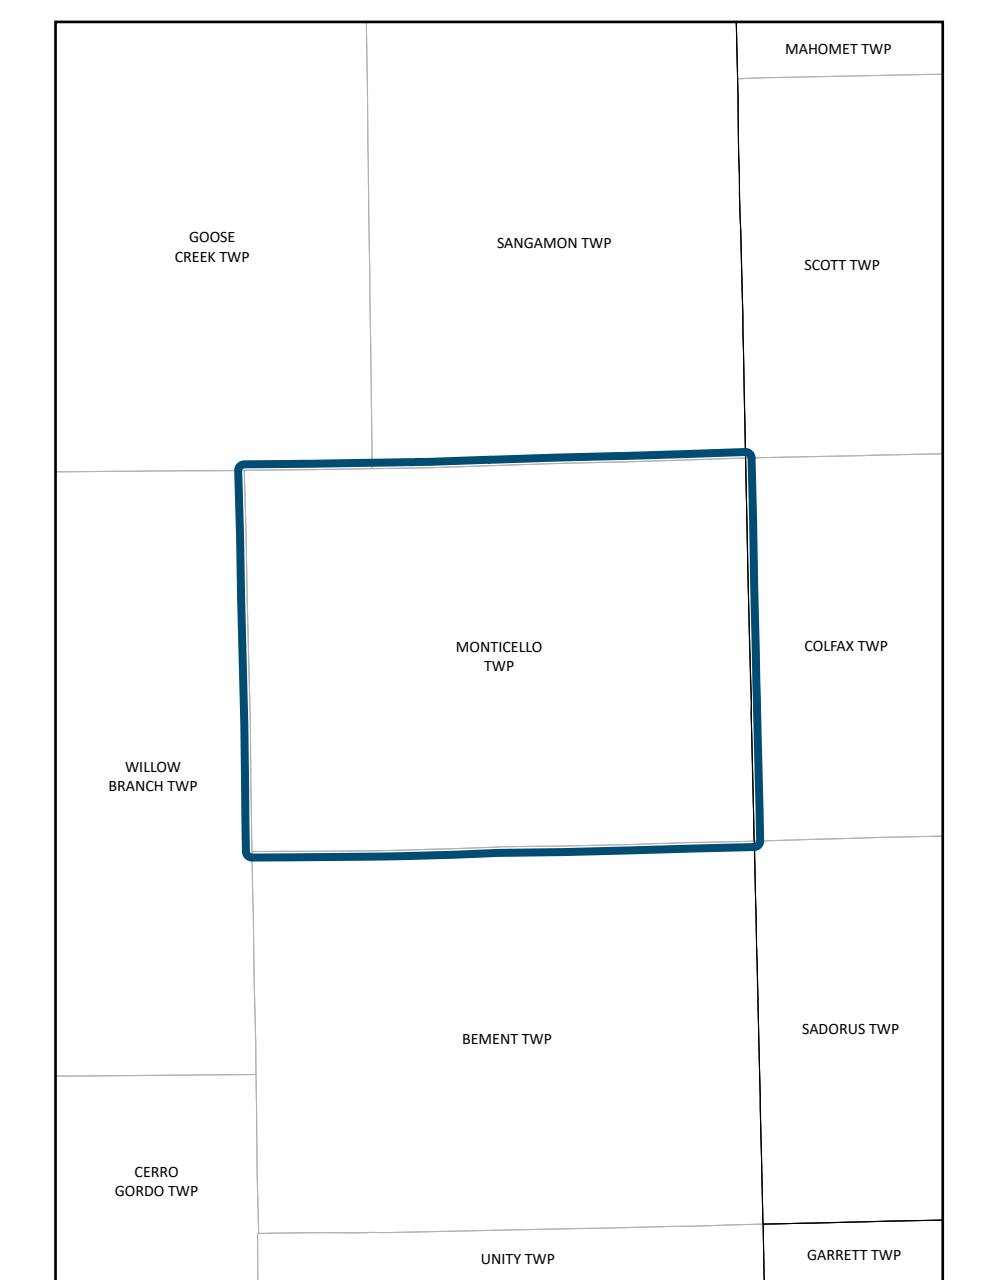 MAHOMET TWP
GOOSE
CREEK TWP
SANGAMON TWP
SCOTT TWP
MONTICELLO
TWP
COLFAX TWP
WILLOW
BRANCH TWP
BEMENT TWP
SADORUS TWP
CERRO
GORDO TWP
UNITY TWP
GARRETT TWP